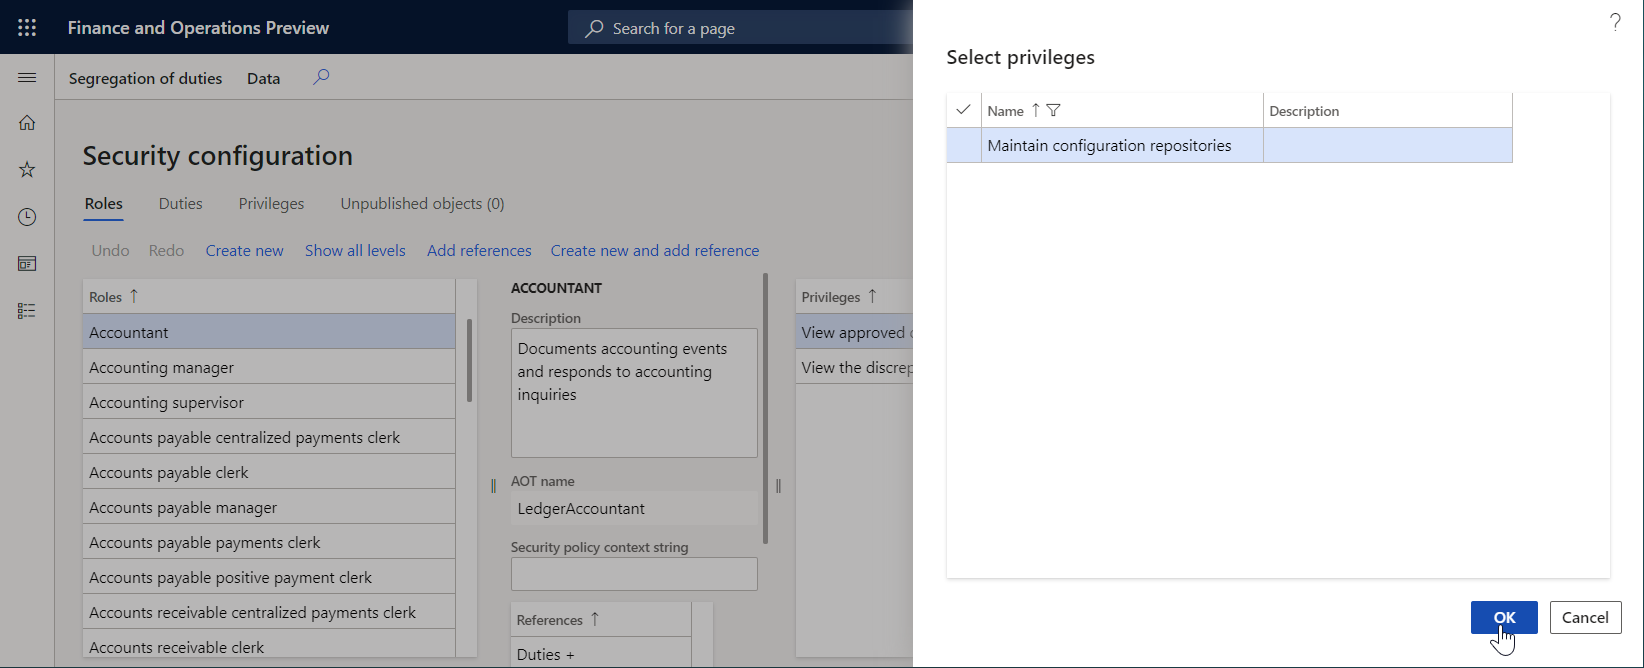 Finance and Operations Preview
Search for a page
Segregation of duties Data
Security configuration
Roles Duties Privileges Unpublished objects (0)
Undo Redo Create new Show all levels Add references Create new and add reference
Roles
Accountant
Accounting manager
Accounting supervisor
Accounts payable centralized payments clerk
Accounts payable clerk
Accounts payable manager
Accounts payable payments clerk
Accounts payable positive payment clerk
Accounts receivable centralized payments clerk
Accounts receivable clerk
ACCOUNTANT
Description
Documents accounting events
and responds to accounting
inquiries
AOT name
LedgerAccountant
Security policy context string
References
Duties +
Privileges
View approved
View the discrep
?
Select privileges
Name Description
Maintain configuration repositories
OK Cancel